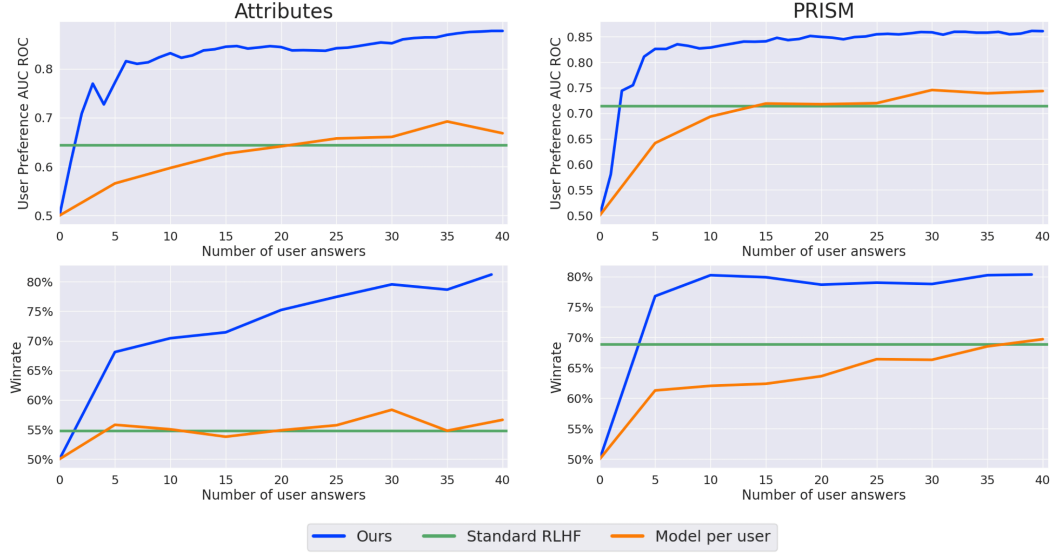 Attributes
PRISM
User Preference AUC ROC
0.8
0.7
0.6
0.5
0 5 10 15 20 25 30 35 40
Number of user answers
User Preference AUC ROC
0.85
0.80
0.75
0.70
0.65
0.60
0.55
0.50
0 5 10 15 20 25 30 35 40
Number of user answers
Winrate
80%
75%
70%
65%
60%
55%
50%
0 5 10 15 20 25 30 35 40
Number of user answers
Winrate
80%
75%
70%
65%
60%
55%
50%
0 5 10 15 20 25 30 35 40
Number of user answers
Ours Standard RLHF Model per user